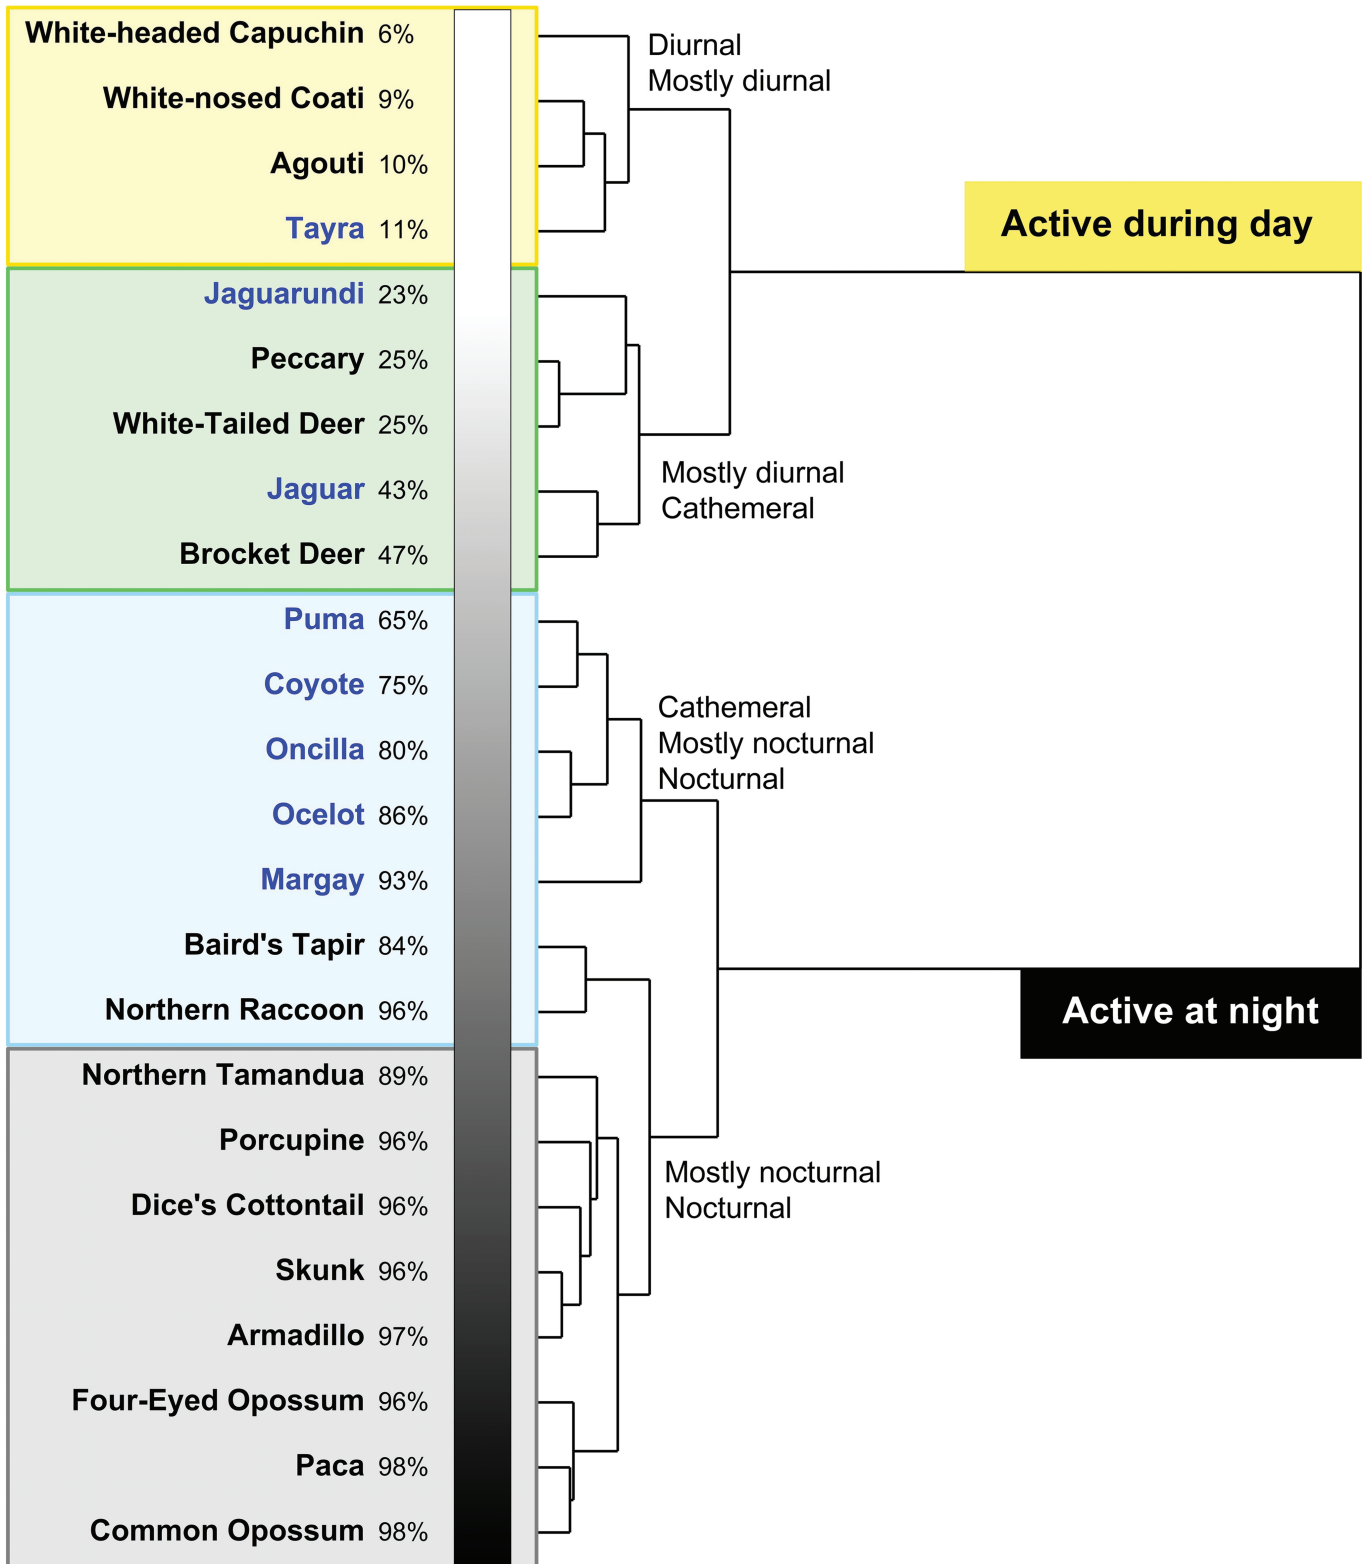 White-headed Capuchin 6%
White-nosed Coati 9%
Agouti 10%
Tayra 11%
Jaguarundi 23%
Peccary 25%
White-Tailed Deer 25%
Jaguar 43%
Brocket Deer 47%
Puma 65%
Coyote 75%
Oncilla 80%
Ocelot 86%
Margay 93%
Baird's Tapir 84%
Northern Raccoon 96%
Northern Tamandua 89%
Porcupine 96%
Dice's Cottontail 96%
Skunk 96%
Armadillo 97%
Four-Eyed Opossum 96%
Paca 98%
Common Opossum 98%
Diurnal
Mostly diurnal
Mostly diurnal
Cathemeral
Cathemeral
Mostly nocturnal
Nocturnal
Mostly nocturnal
Nocturnal
Active during day
Active at night